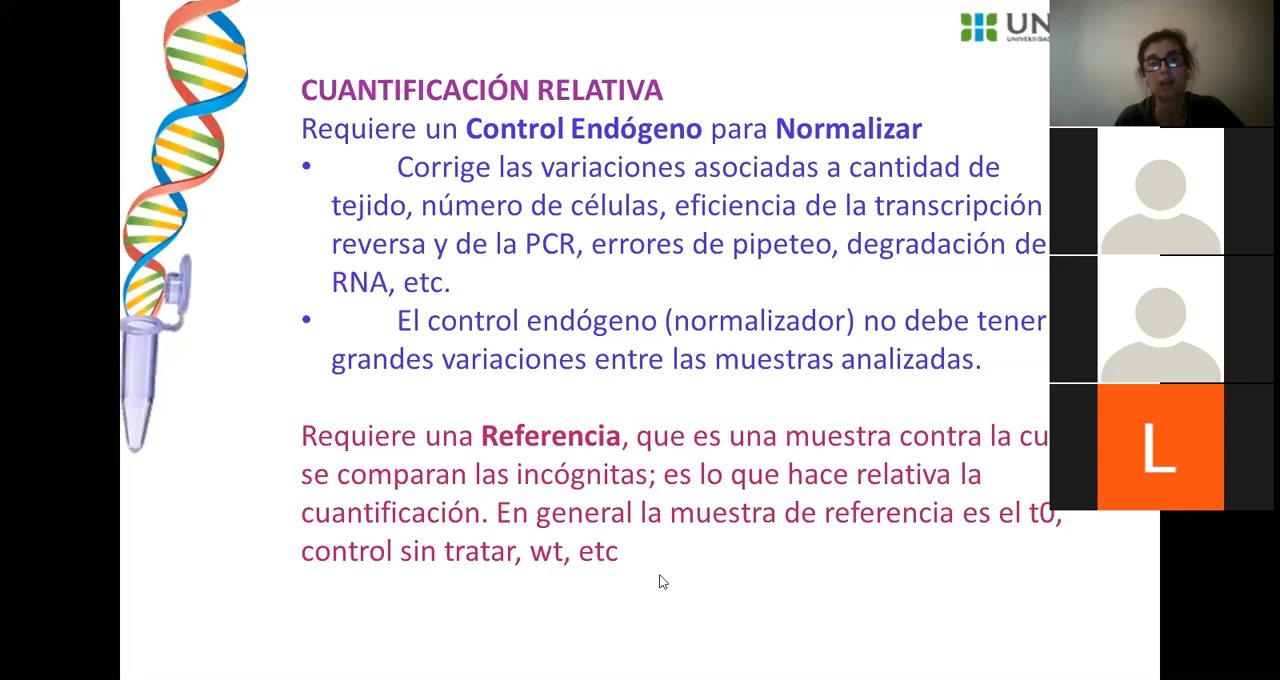 UN
CUANTIFICACIÓN RELATIVA
Requiere un Control Endógeno para Normalizar
• Corrige las variaciones asociadas a cantidad de
tejido, número de células, eficiencia de la transcripción
reversa y de la PCR, errores de pipeteo, degradación de
RNA, etc.
• El control endógeno (normalizador) no debe tener
grandes variaciones entre las muestras analizadas.
Requiere una Referencia, que es una muestra contra la cu
se comparan las incógnitas; es lo que hace relativa la
cuantificación. En general la muestra de referencia es el t0,
control sin tratar, wt, etc
L